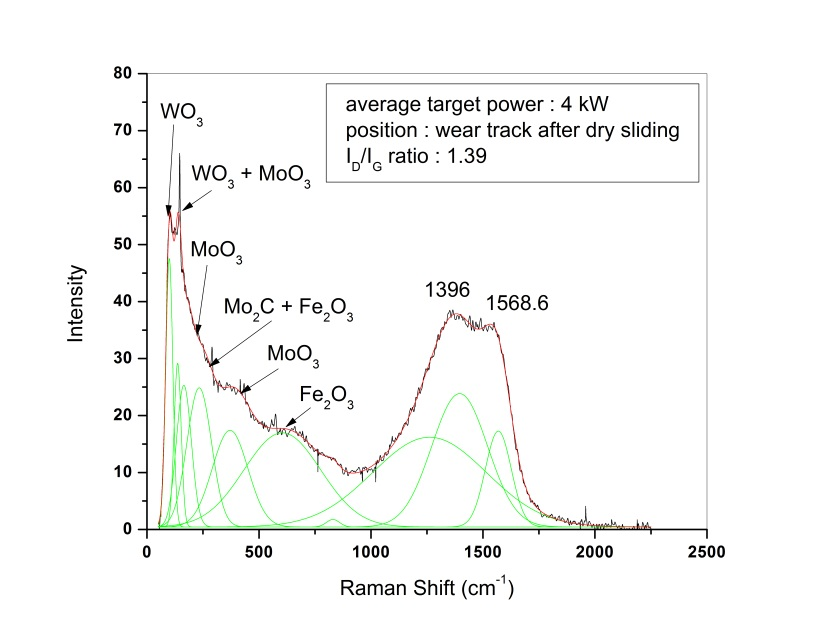 average target power : 4 kW
position : wear track after dry sliding
I_D/I_G ratio : 1.39
WO₃
WO₃ + MoO₃
MoO₃
Mo₂C + Fe₂O₃
MoO₃
Fe₂O₃
1396
1568.6
80
70
60
50
40
30
20
10
0
Intensity
0 500 1000 1500 2000 2500
Raman Shift (cm⁻¹)